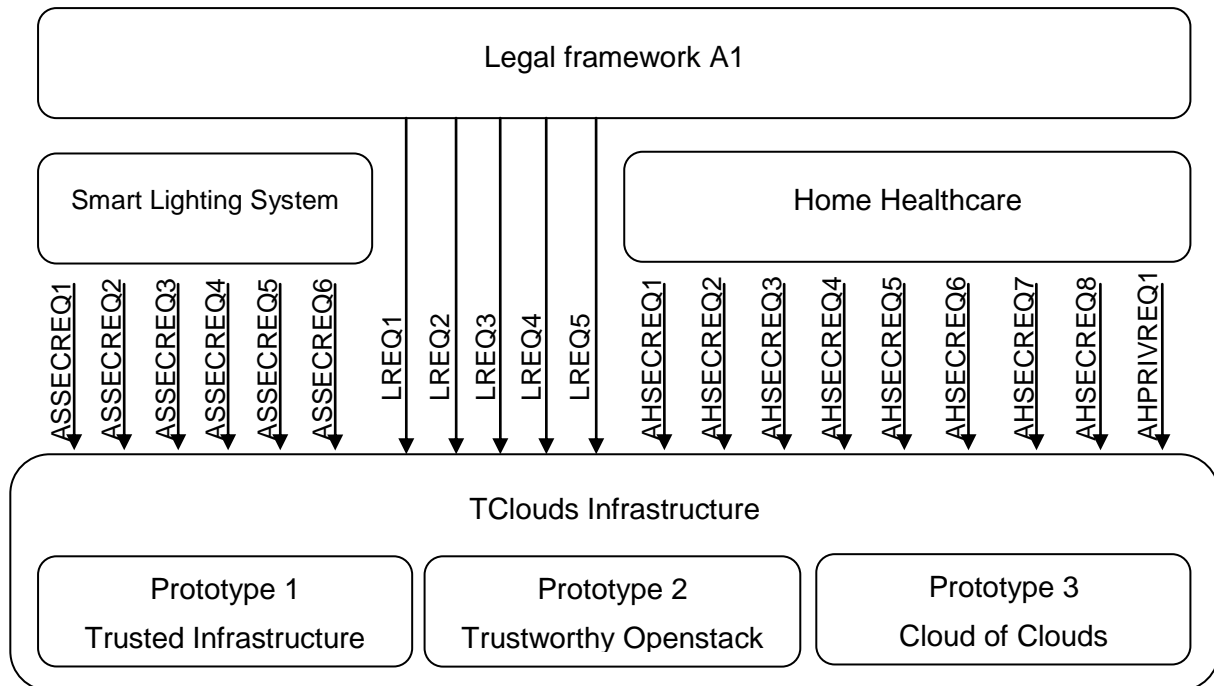 Legal framework A1
Smart Lighting System
Home Healthcare
ASSECREQ1
ASSECREQ2
ASSECREQ3
ASSECREQ4
ASSECREQ5
ASSECREQ6
LREQ1
LREQ2
LREQ3
LREQ4
LREQ5
AHSECREQ1
AHSECREQ2
AHSECREQ3
AHSECREQ4
AHSECREQ5
AHSECREQ6
AHSECREQ7
AHSECREQ8
AHPRIVREQ1
TClouds Infrastructure
Prototype 1
Trusted Infrastructure
Prototype 2
Trustworthy Openstack
Prototype 3
Cloud of Clouds